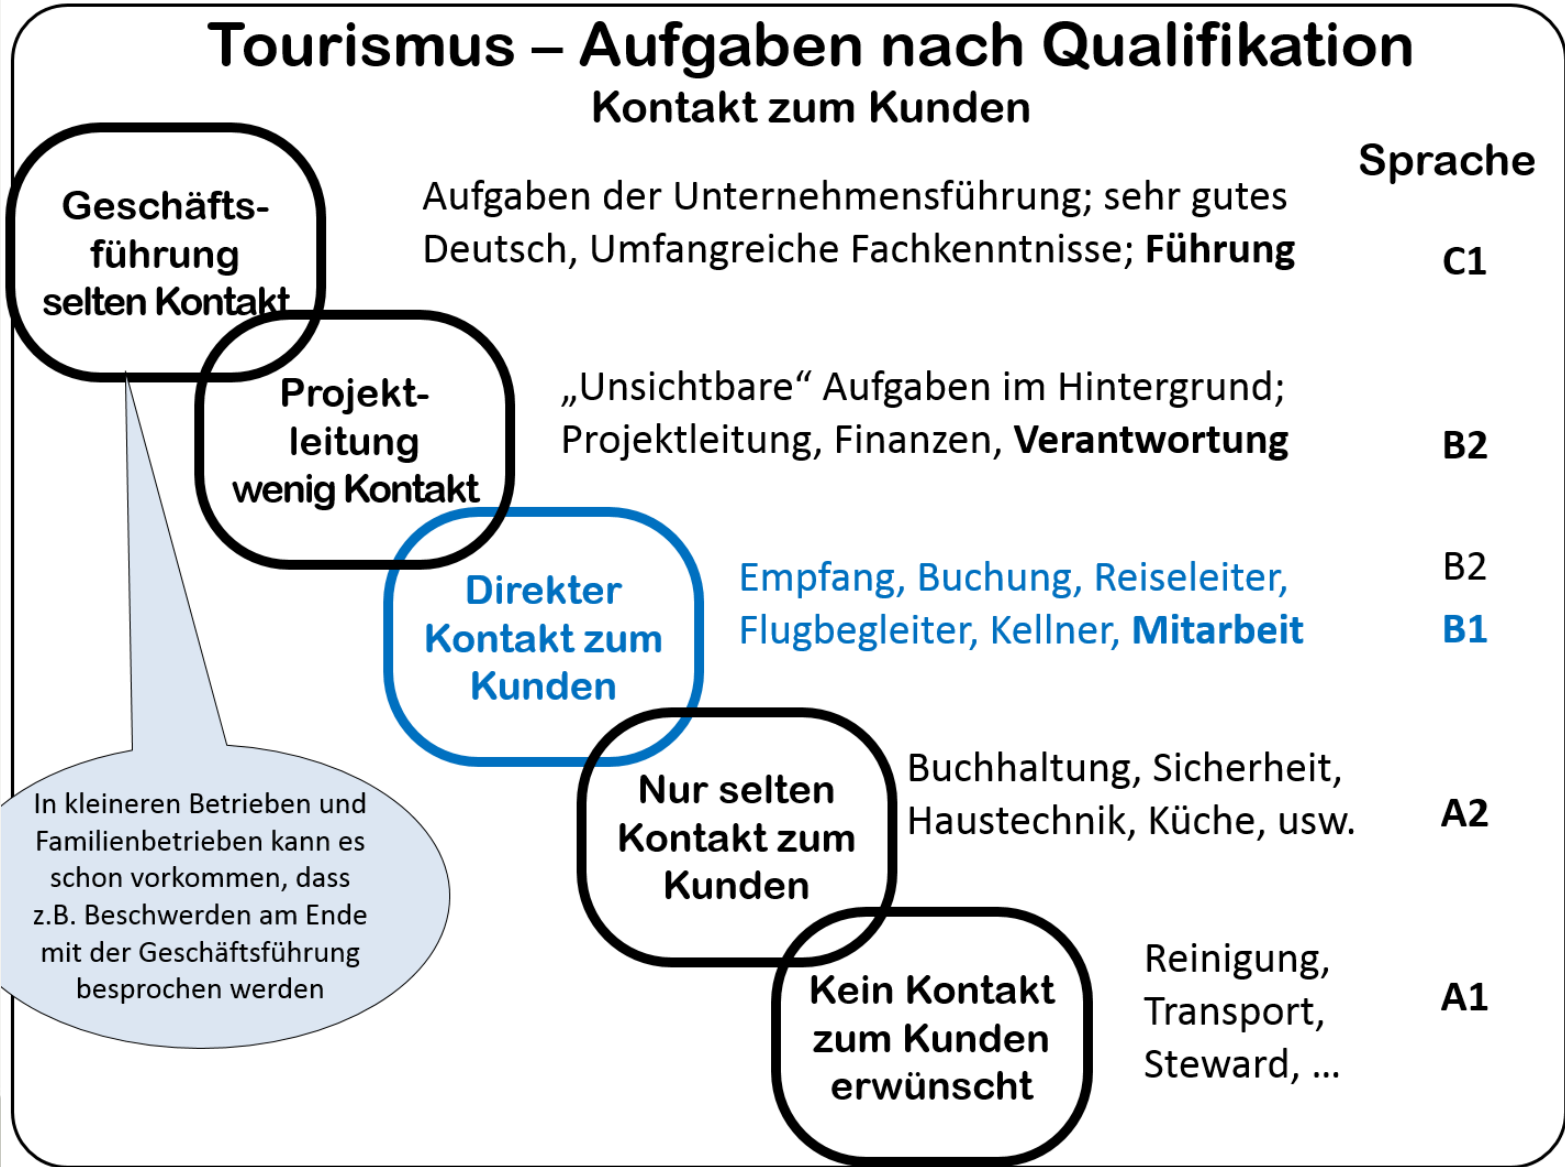 Tourismus – Aufgaben nach Qualifikation
Kontakt zum Kunden
Sprache
Geschäfts-
führung
selten Kontakt
Aufgaben der Unternehmensführung; sehr gutes
Deutsch, Umfangreiche Fachkenntnisse; Führung
C1
Projekt-
leitung
wenig Kontakt
„Unsichtbare“ Aufgaben im Hintergrund;
Projektleitung, Finanzen, Verantwortung
B2
Direkter
Kontakt zum
Kunden
Empfang, Buchung, Reiseleiter,
Flugbegleiter, Kellner, Mitarbeit
B2
B1
Nur selten
Kontakt zum
Kunden
Buchhaltung, Sicherheit,
Haustechnik, Küche, usw.
A2
Kein Kontakt
zum Kunden
erwünscht
Reinigung,
Transport,
Steward, ...
A1
In kleineren Betrieben und
Familienbetrieben kann es
schon vorkommen, dass
z.B. Beschwerden am Ende
mit der Geschäftsführung
besprochen werden